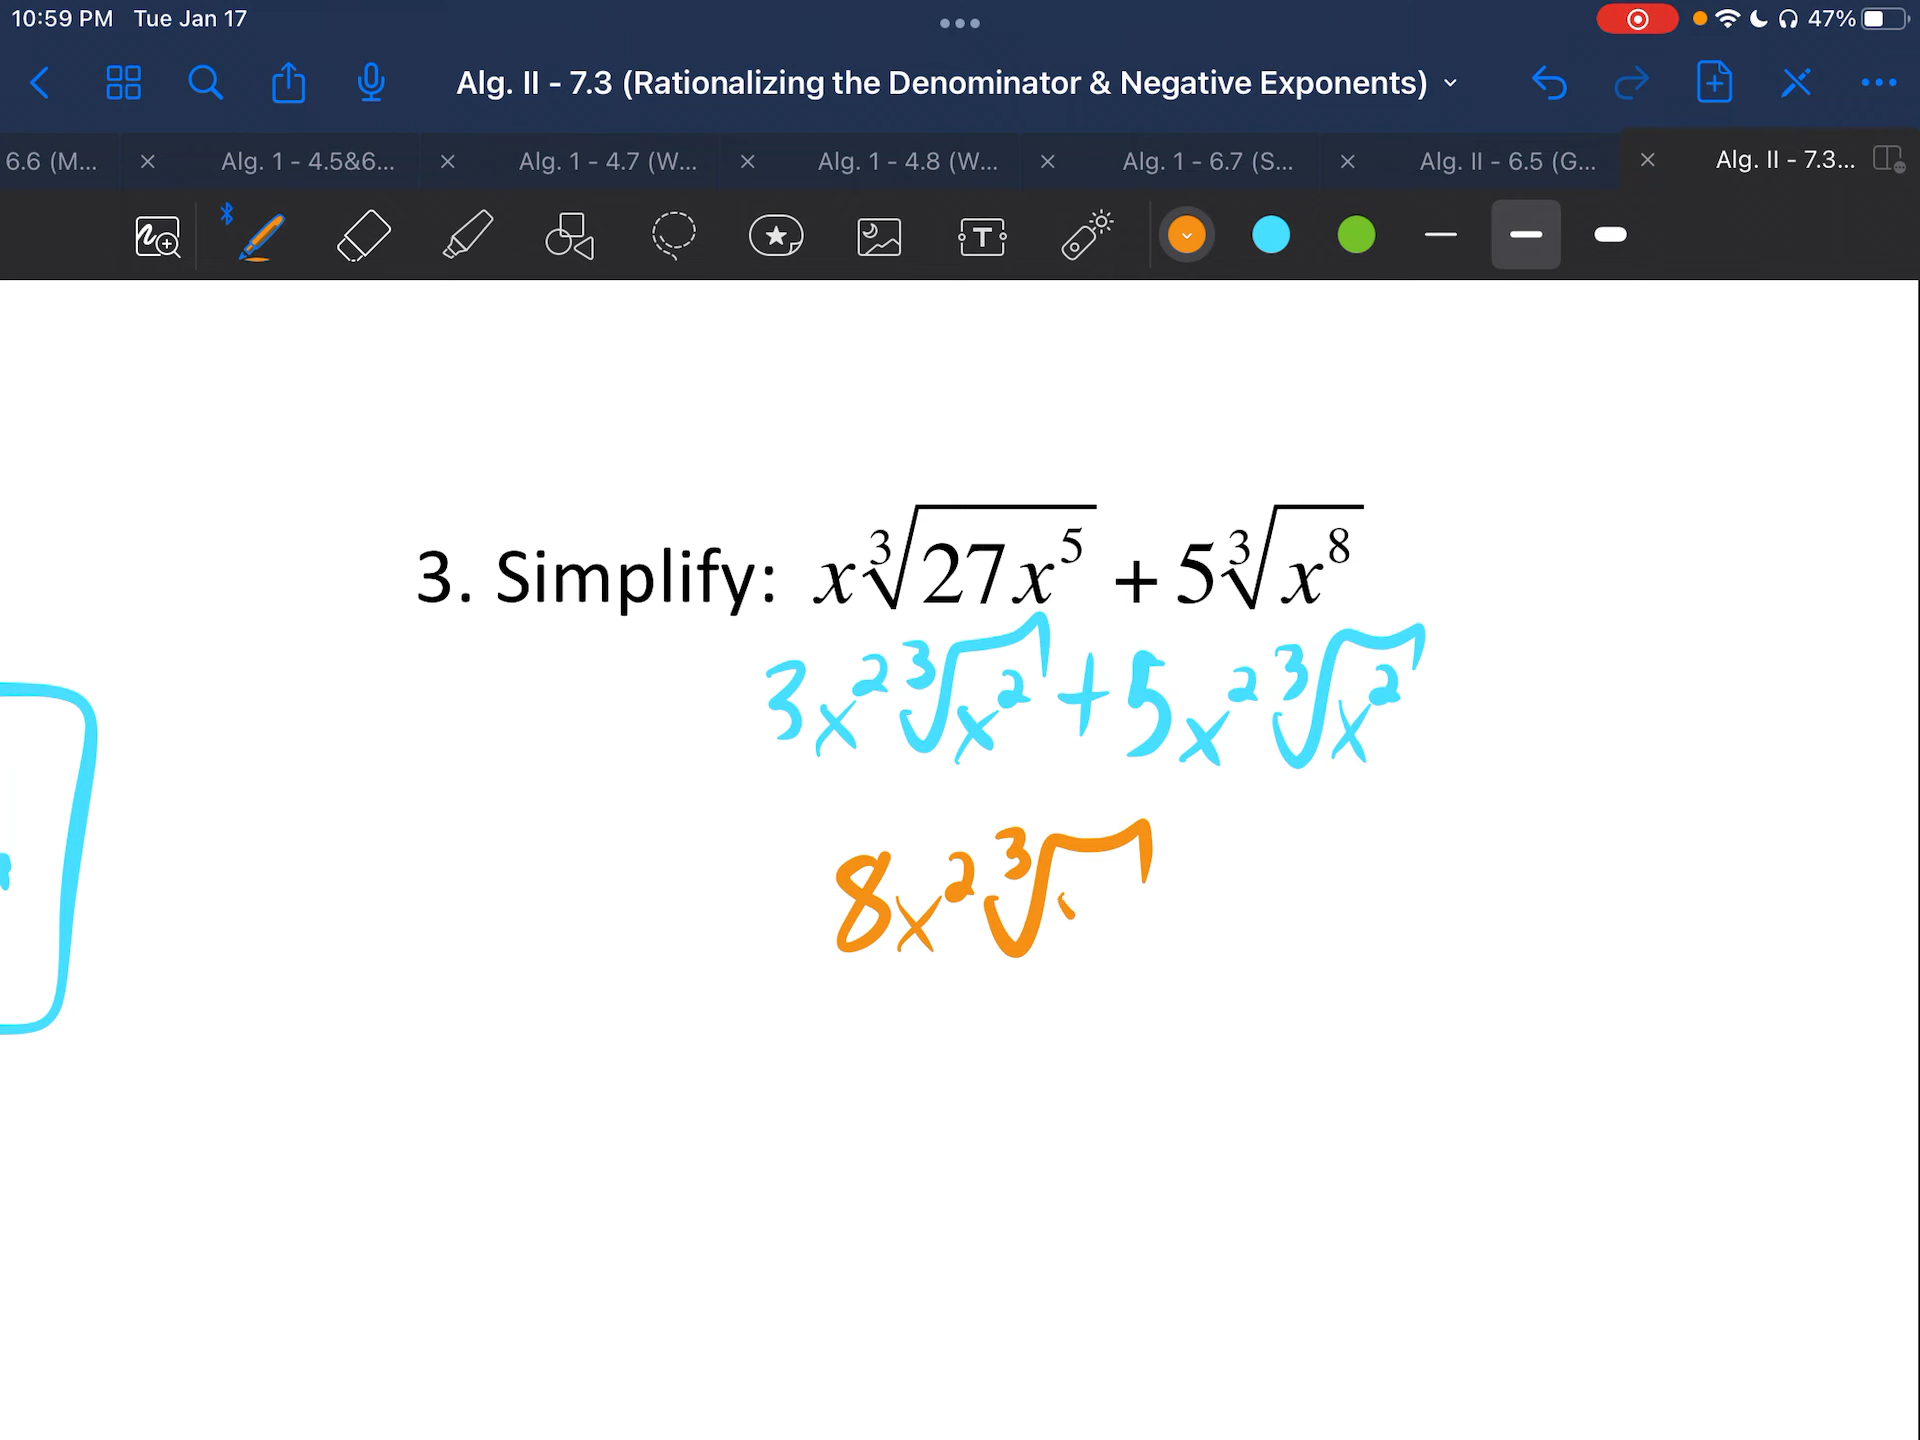 10:59 PM Tue Jan 17
47%
Alg. II - 7.3 (Rationalizing the Denominator & Negative Exponents)
6.6 (M... Alg. 1 - 4.5&6... Alg. 1 - 4.7 (W... Alg. 1 - 4.8 (W... Alg. 1 - 6.7 (S... Alg. II - 6.5 (G... Alg. II - 7.3...
T
3. Simplify: x∛(27x⁵) + 5∛(x⁸)
3x²∛(x²) + 5x²∛(x²)
8x²∛